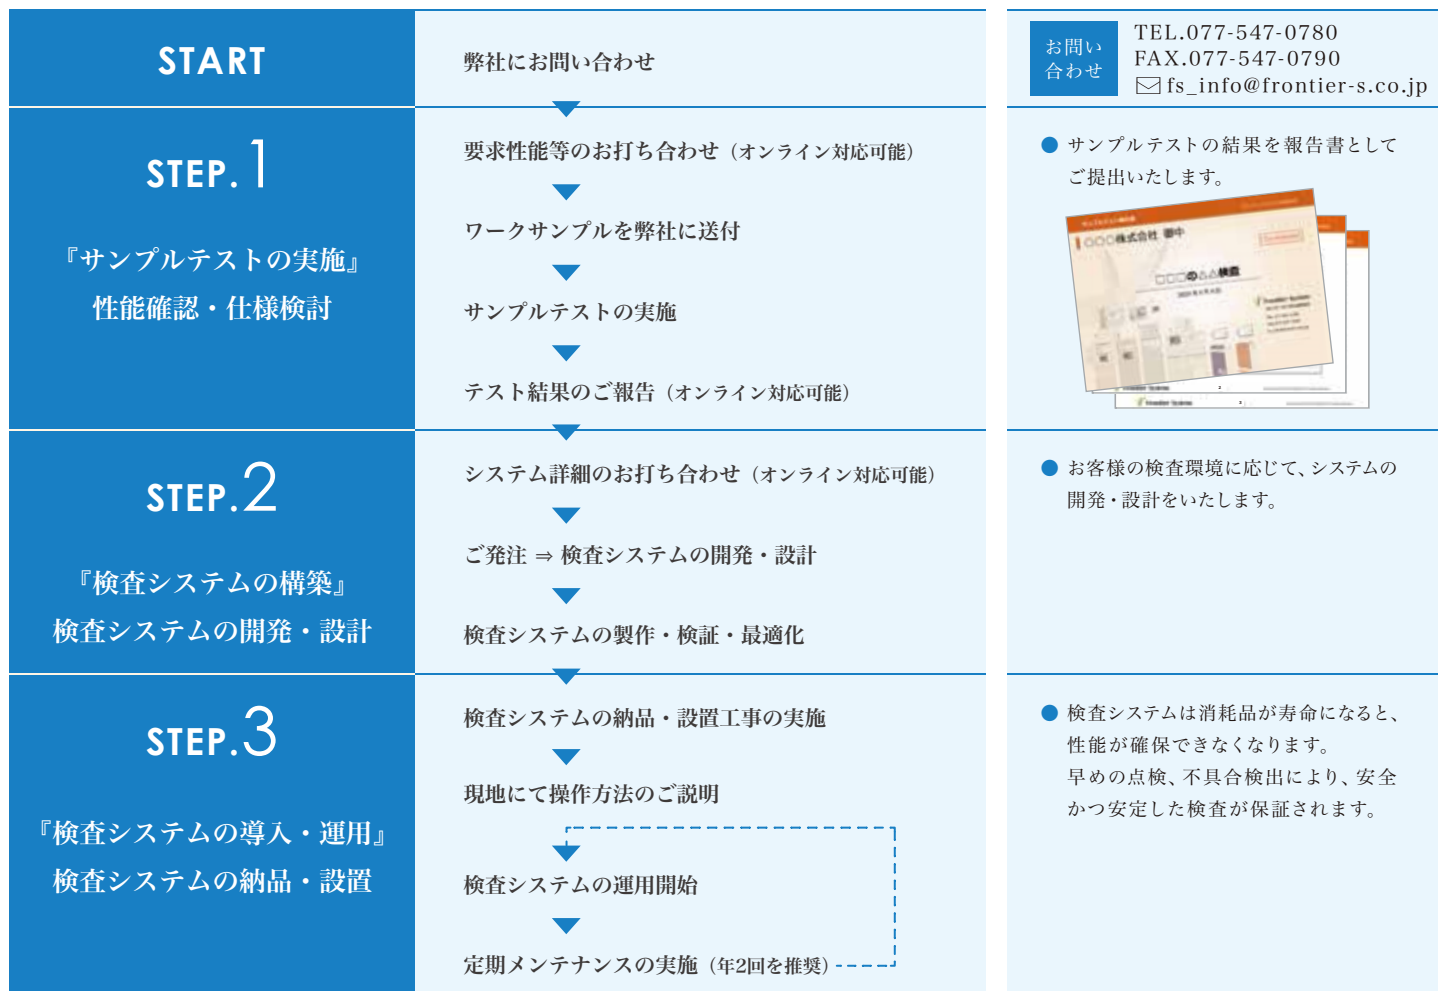 START
弊社にお問い合わせ
お問い
合わせ
TEL.077-547-0780
FAX.077-547-0790
fs_info@frontier-s.co.jp
STEP.1
『サンプルテストの実施』
性能確認・仕様検討
要求性能等のお打ち合わせ（オンライン対応可能）
ワークサンプルを弊社に送付
サンプルテストの実施
テスト結果のご報告（オンライン対応可能）
● サンプルテストの結果を報告書として
ご提出いたします。
○○○株式会社 御中
□□□の△△検査
Frontier System
STEP.2
『検査システムの構築』
検査システムの開発・設計
システム詳細のお打ち合わせ（オンライン対応可能）
ご発注 ⇒ 検査システムの開発・設計
検査システムの製作・検証・最適化
● お客様の検査環境に応じて、システムの
開発・設計をいたします。
STEP.3
『検査システムの導入・運用』
検査システムの納品・設置
検査システムの納品・設置工事の実施
現地にて操作方法のご説明
検査システムの運用開始
定期メンテナンスの実施（年2回を推奨）
● 検査システムは消耗品が寿命になると、
性能が確保できなくなります。
早めの点検、不具合検出により、安全
かつ安定した検査が保証されます。